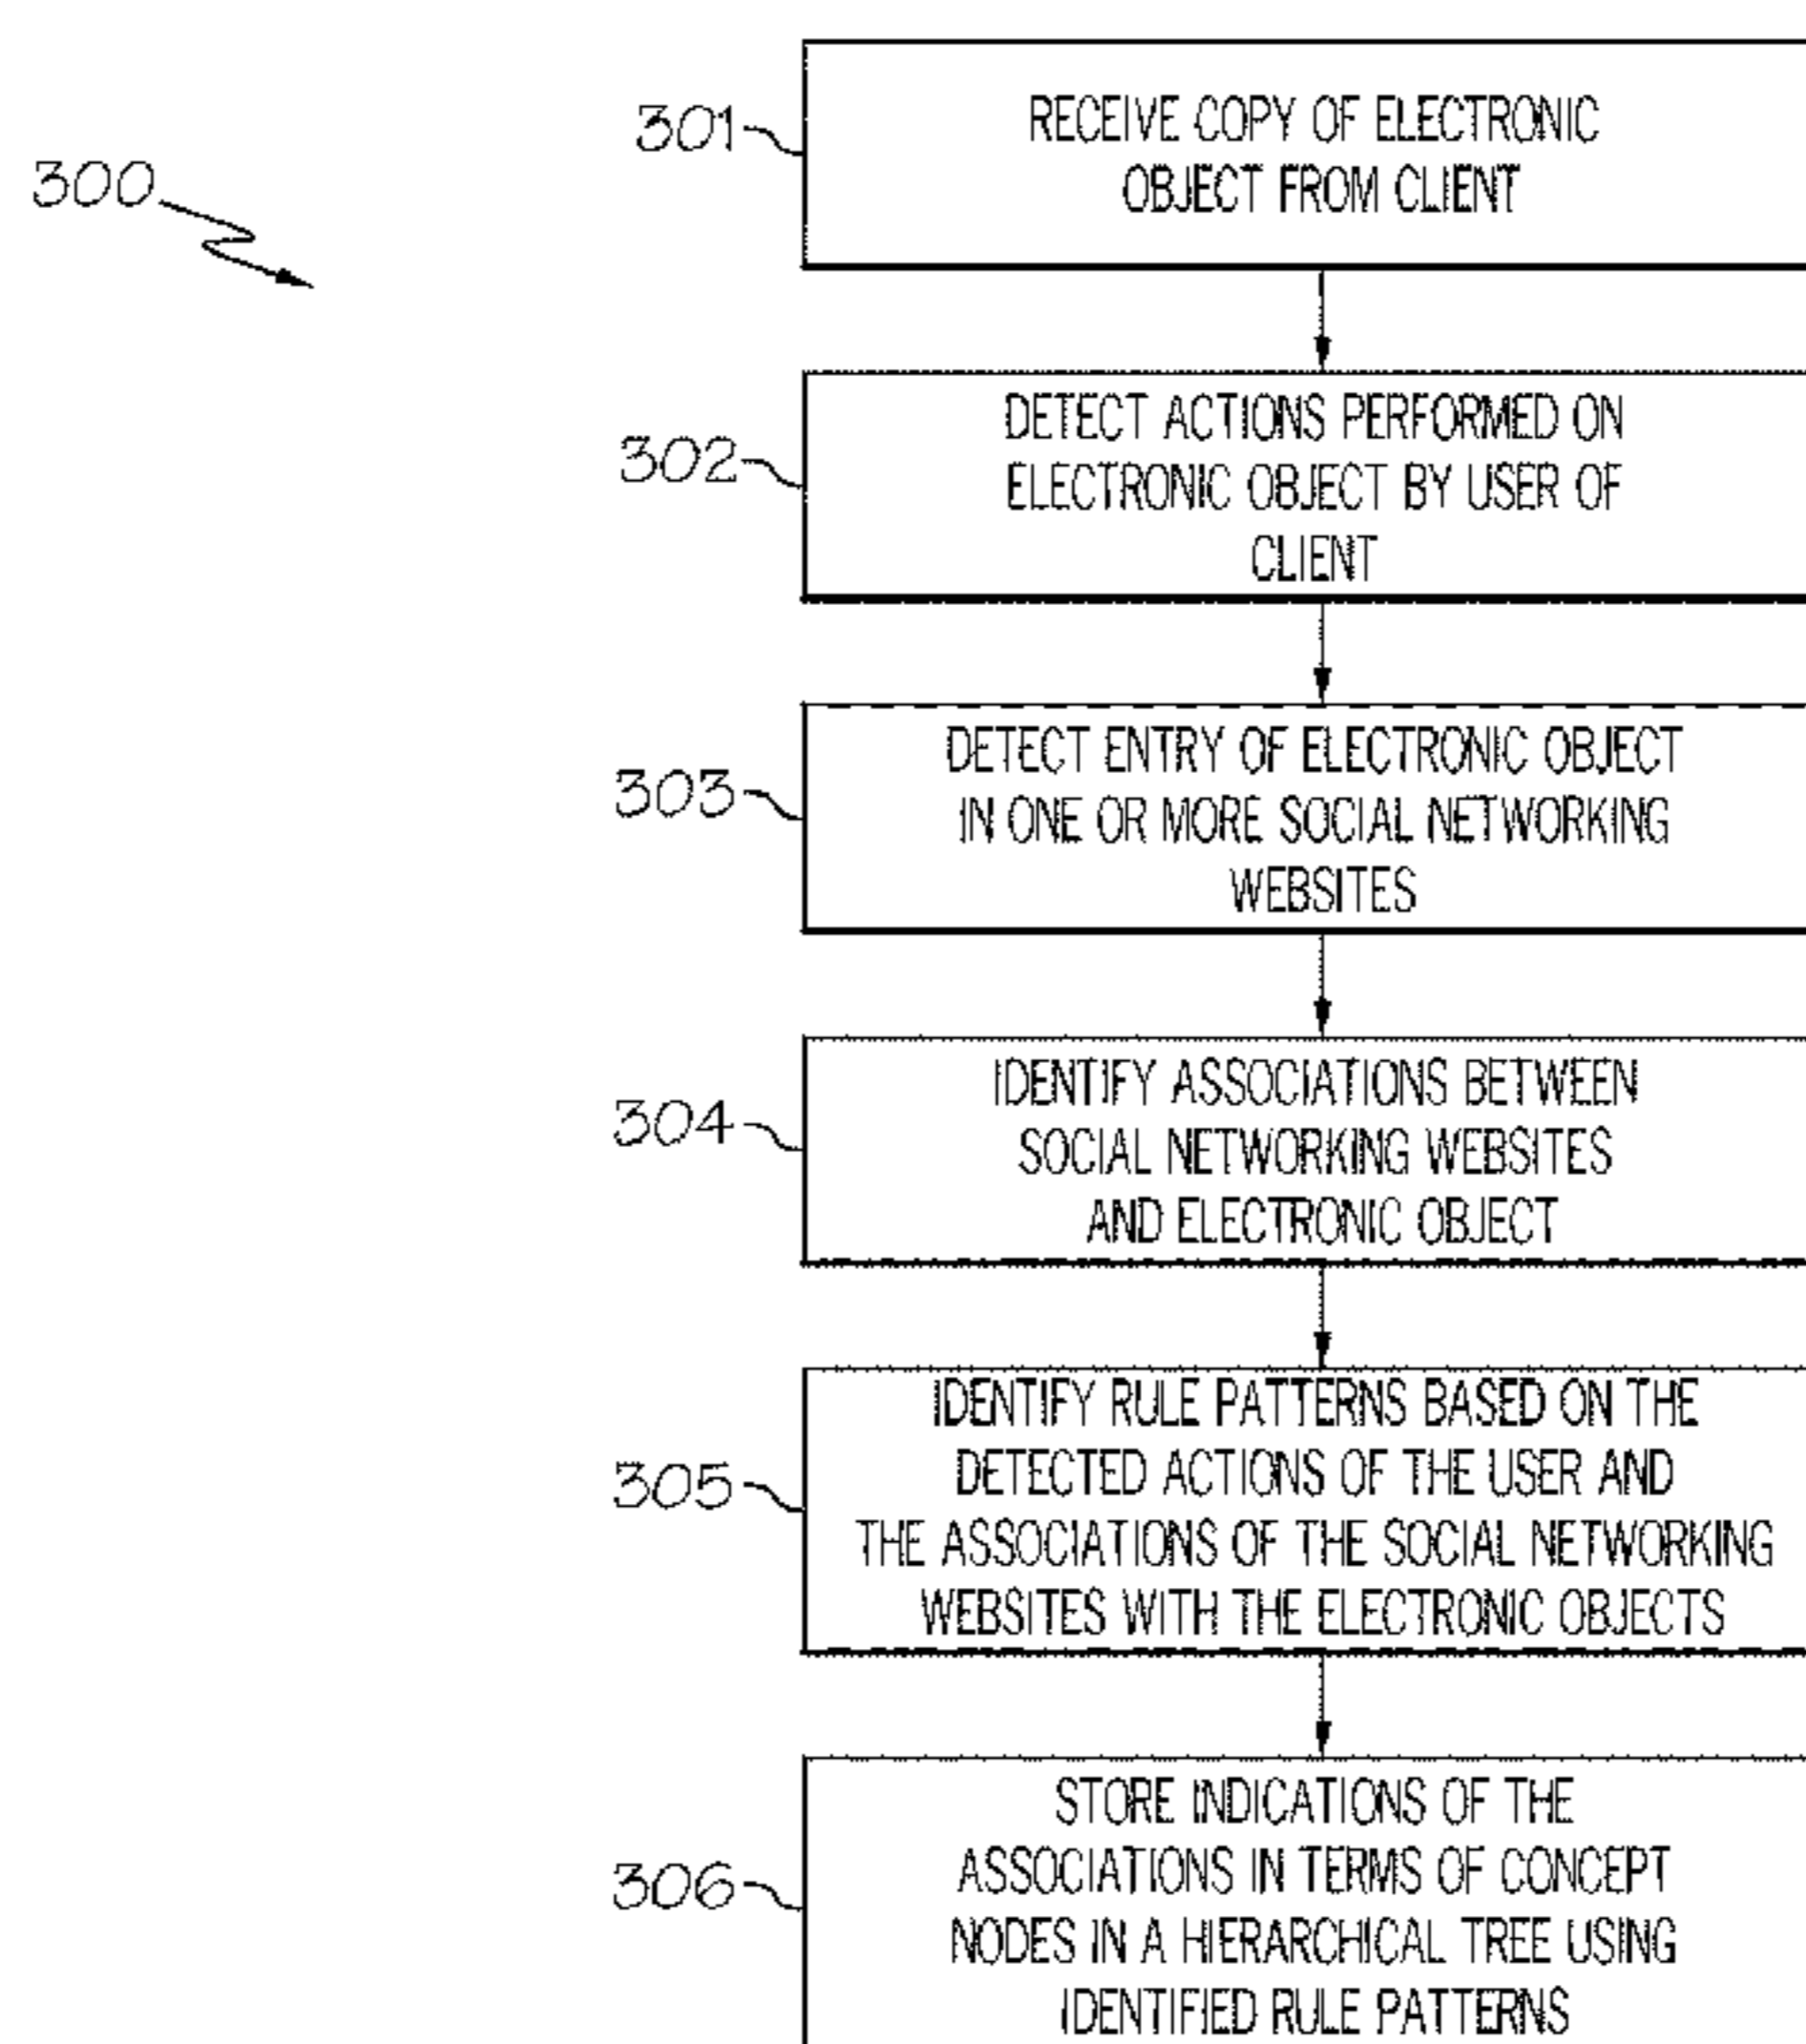 300
301
RECEIVE COPY OF ELECTRONIC
OBJECT FROM CLIENT
302
DETECT ACTIONS PERFORMED ON
ELECTRONIC OBJECT BY USER OF
CLIENT
303
DETECT ENTRY OF ELECTRONIC OBJECT
IN ONE OR MORE SOCIAL NETWORKING
WEBSITES
304
IDENTIFY ASSOCIATIONS BETWEEN
SOCIAL NETWORKING WEBSITES
AND ELECTRONIC OBJECT
305
IDENTIFY RULE PATTERNS BASED ON THE
DETECTED ACTIONS OF THE USER AND
THE ASSOCIATIONS OF THE SOCIAL NETWORKING
WEBSITES WITH THE ELECTRONIC OBJECTS
306
STORE INDICATIONS OF THE
ASSOCIATIONS IN TERMS OF CONCEPT
NODES IN A HIERARCHICAL TREE USING
IDENTIFIED RULE PATTERNS